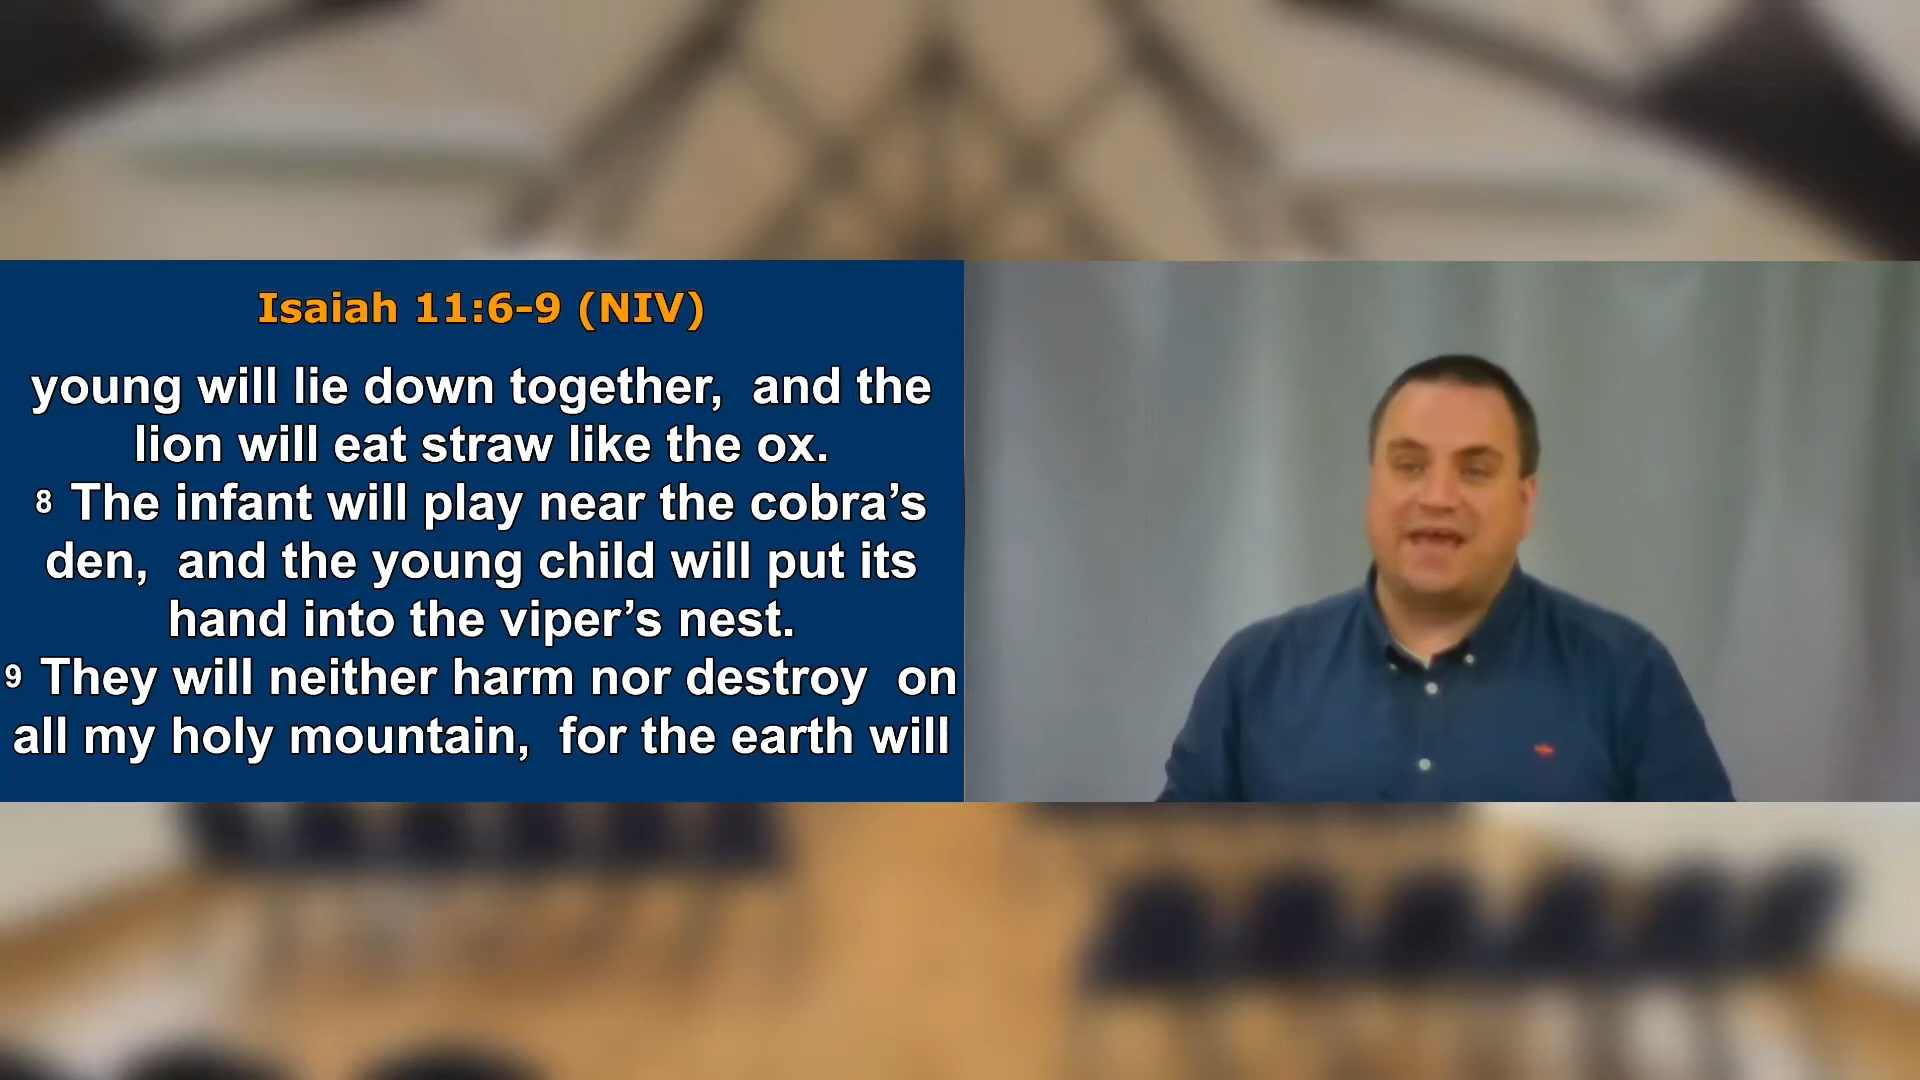 Isaiah 11:6-9 (NIV)
young will lie down together,  and the
lion will eat straw like the ox.
8 The infant will play near the cobra’s
den,  and the young child will put its
hand into the viper’s nest.
9 They will neither harm nor destroy  on
all my holy mountain,  for the earth will